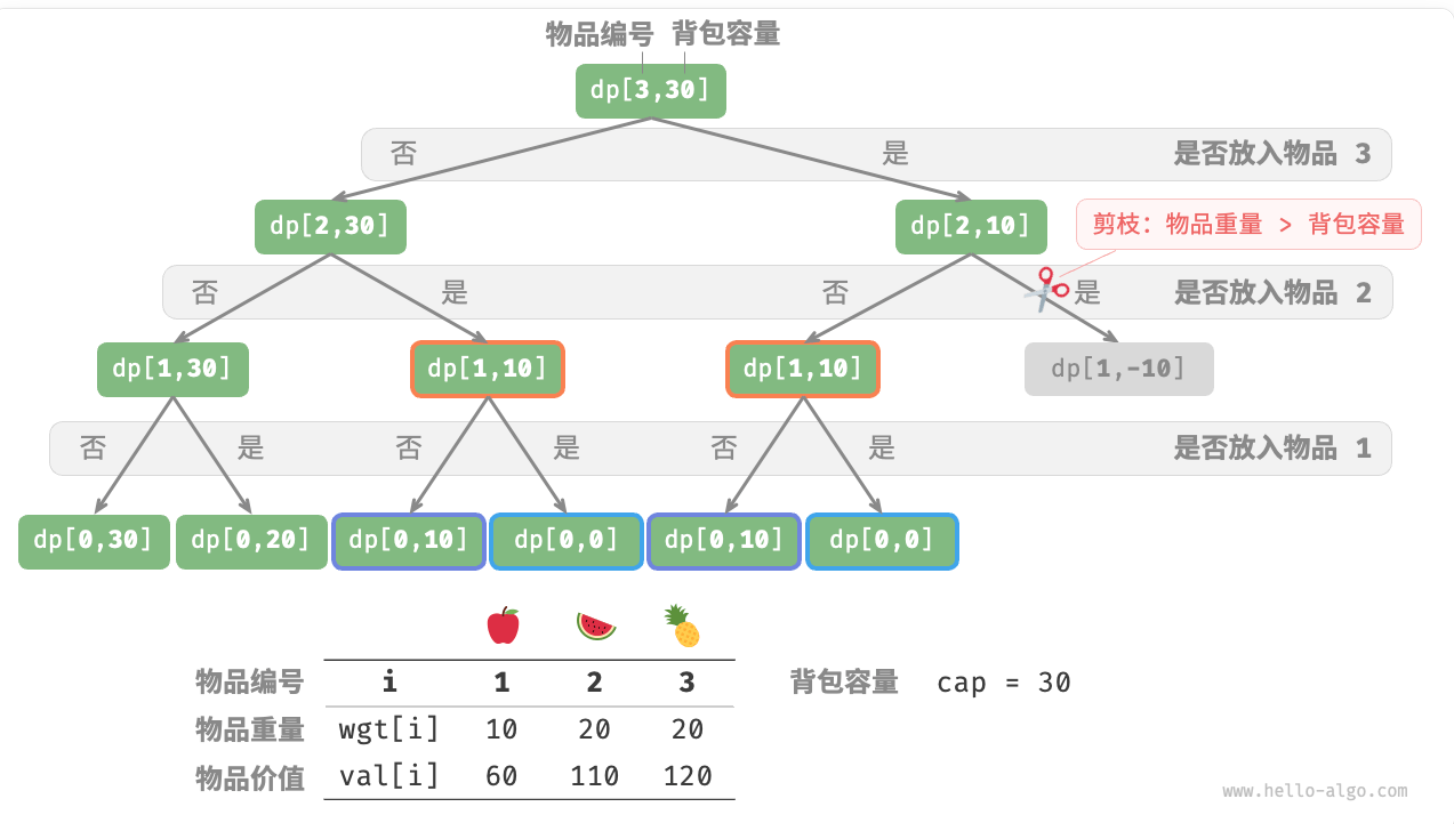 物品编号 背包容量
dp[3,30]
否 是 是否放入物品 3
dp[2,30] dp[2,10] 剪枝：物品重量 > 背包容量
否 是 否 是 是否放入物品 2
dp[1,30] dp[1,10] dp[1,10] dp[1,-10]
否 是 否 是 否 是 是否放入物品 1
dp[0,30] dp[0,20] dp[0,10] dp[0,0] dp[0,10] dp[0,0]
物品编号 i 1 2 3 背包容量 cap = 30
物品重量 wgt[i] 10 20 20
物品价值 val[i] 60 110 120
www.hello-algo.com